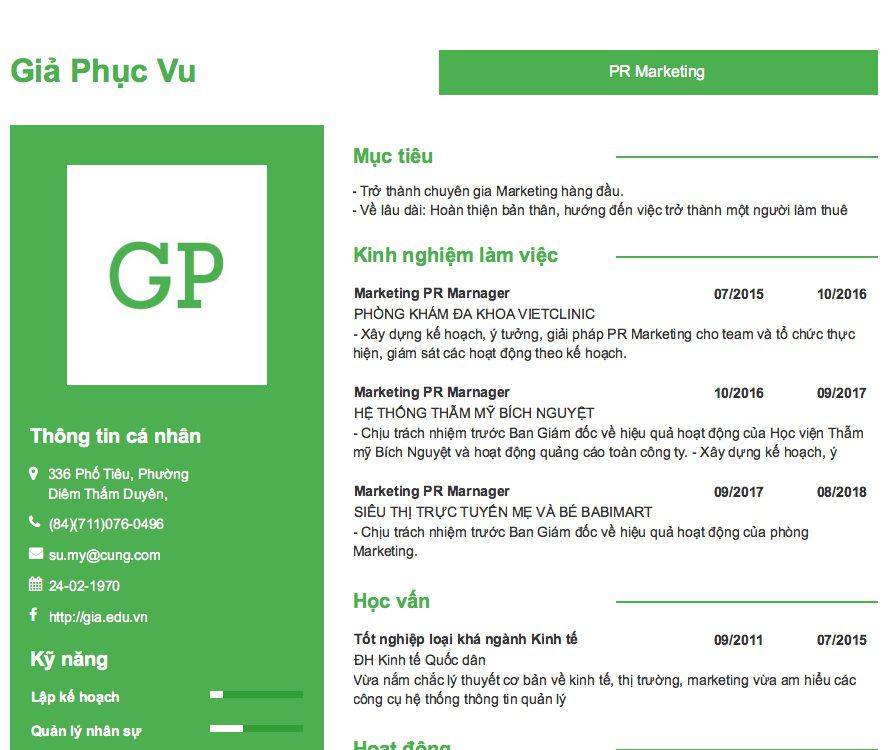 Giả Phục Vu
PR Marketing
GP
Thông tin cá nhân
336 Phố Tiêu, Phường
Diêm Thắm Duyên,
(84)(711)076-0496
su.my@cung.com
24-02-1970
http://gia.edu.vn
Kỹ năng
Lập kế hoạch
Quản lý nhân sự
Mục tiêu
- Trở thành chuyên gia Marketing hàng đầu.
- Về lâu dài: Hoàn thiện bản thân, hướng đến việc trở thành một người làm thuê
Kinh nghiệm làm việc
Marketing PR Marnager 07/2015 10/2016
PHÒNG KHÁM ĐA KHOA VIETCLINIC
- Xây dựng kế hoạch, ý tưởng, giải pháp PR Marketing cho team và tổ chức thực
hiện, giám sát các hoạt động theo kế hoạch.
Marketing PR Marnager 10/2016 09/2017
HỆ THỐNG THẪM MỸ BÍCH NGUYỆT
- Chịu trách nhiệm trước Ban Giám đốc về hiệu quả hoạt động của Học viện Thẫm
mỹ Bích Nguyệt và hoạt động quảng cáo toàn công ty. - Xây dựng kế hoạch, ý
Marketing PR Marnager 09/2017 08/2018
SIÊU THỊ TRỰC TUYẾN MẸ VÀ BÉ BABIMART
- Chịu trách nhiệm trước Ban Giám đốc về hiệu quả hoạt động của phòng
Marketing.
Học vấn
Tốt nghiệp loại khá ngành Kinh tế 09/2011 07/2015
ĐH Kinh tế Quốc dân
Vừa nắm chắc lý thuyết cơ bản về kinh tế, thị trường, marketing vừa am hiểu các
công cụ hệ thống thông tin quản lý
Hoạt động